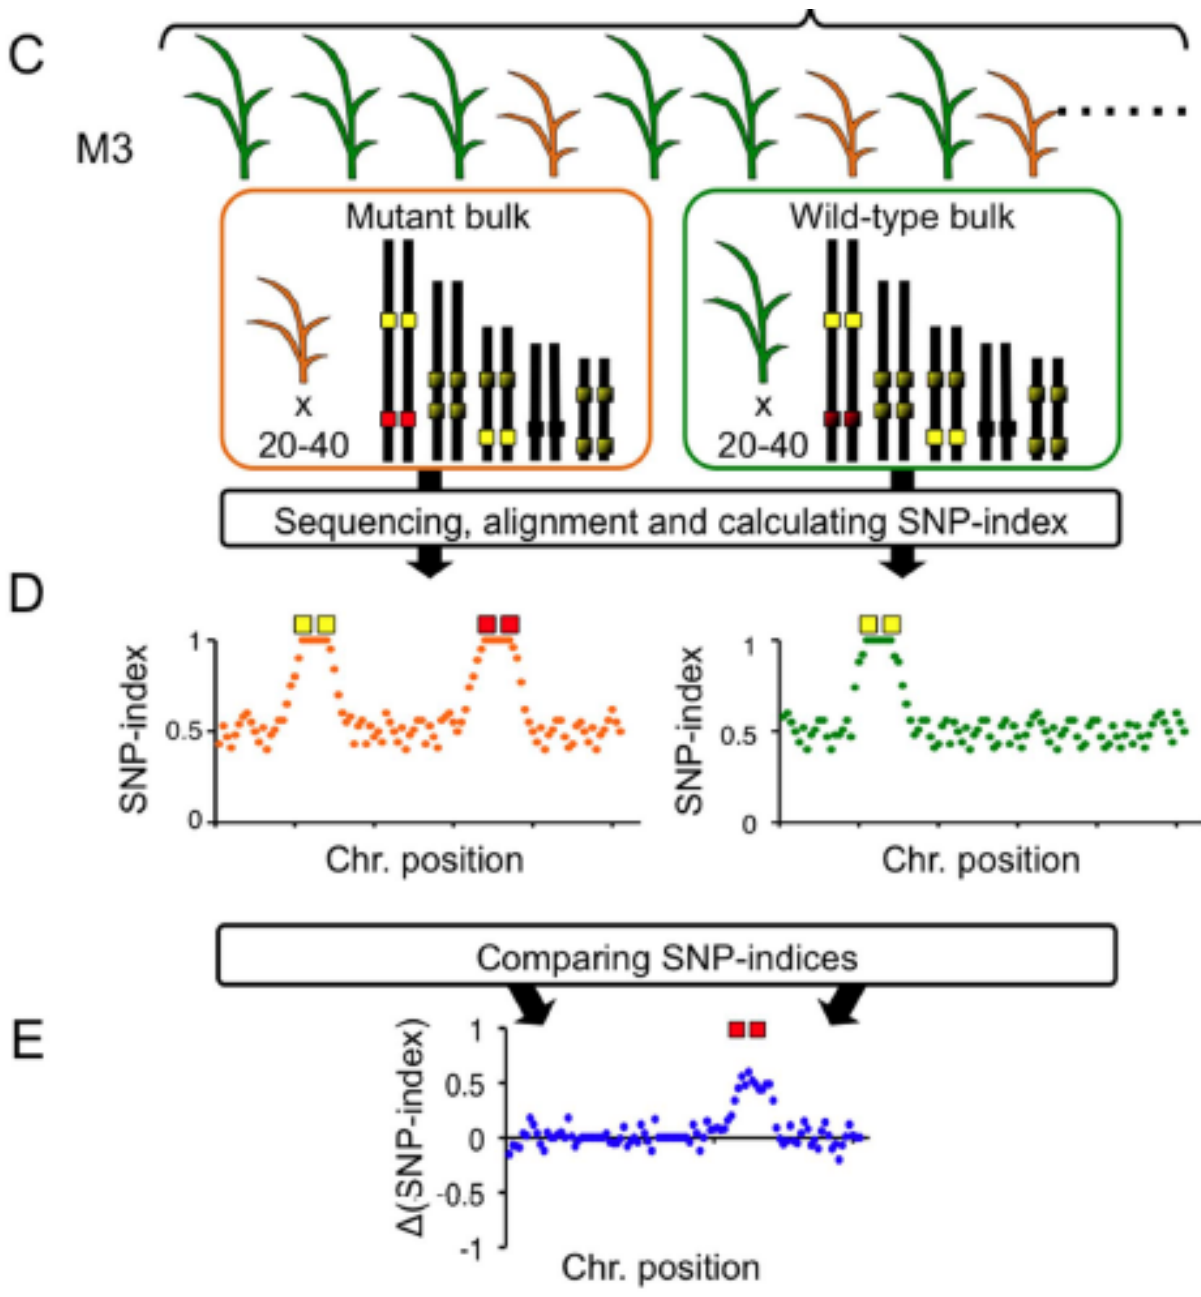 C
M3
Mutant bulk
x
20-40
Wild-type bulk
x
20-40
Sequencing, alignment and calculating SNP-index
D
SNP-index
1
0.5
0
Chr. position
SNP-index
1
0.5
0
Chr. position
Comparing SNP-indices
E
Δ(SNP-index)
1
0.5
0
-0.5
-1
Chr. position